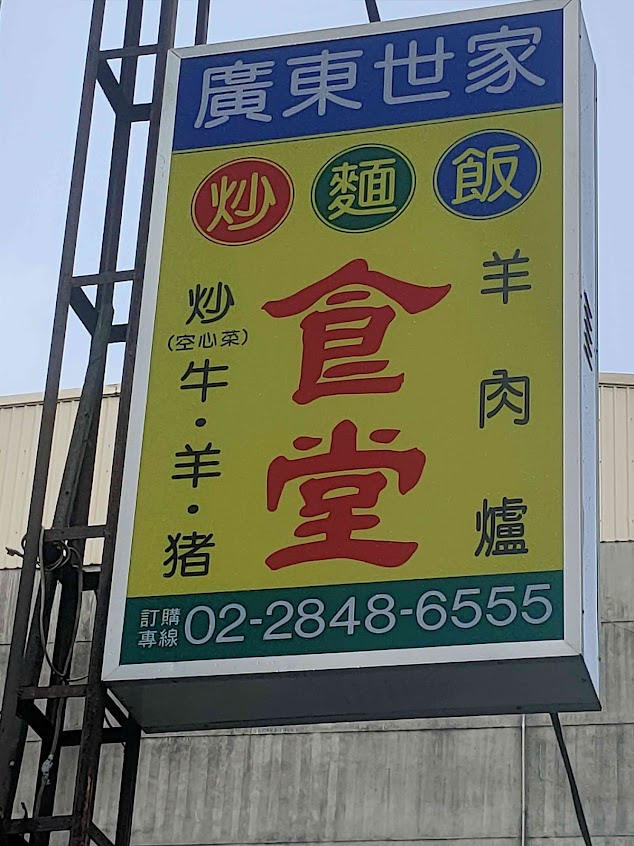 廣東世家
炒麵飯
食堂
炒
(空心菜)
牛·羊·猪
羊肉爐
訂購專線 02-2848-6555